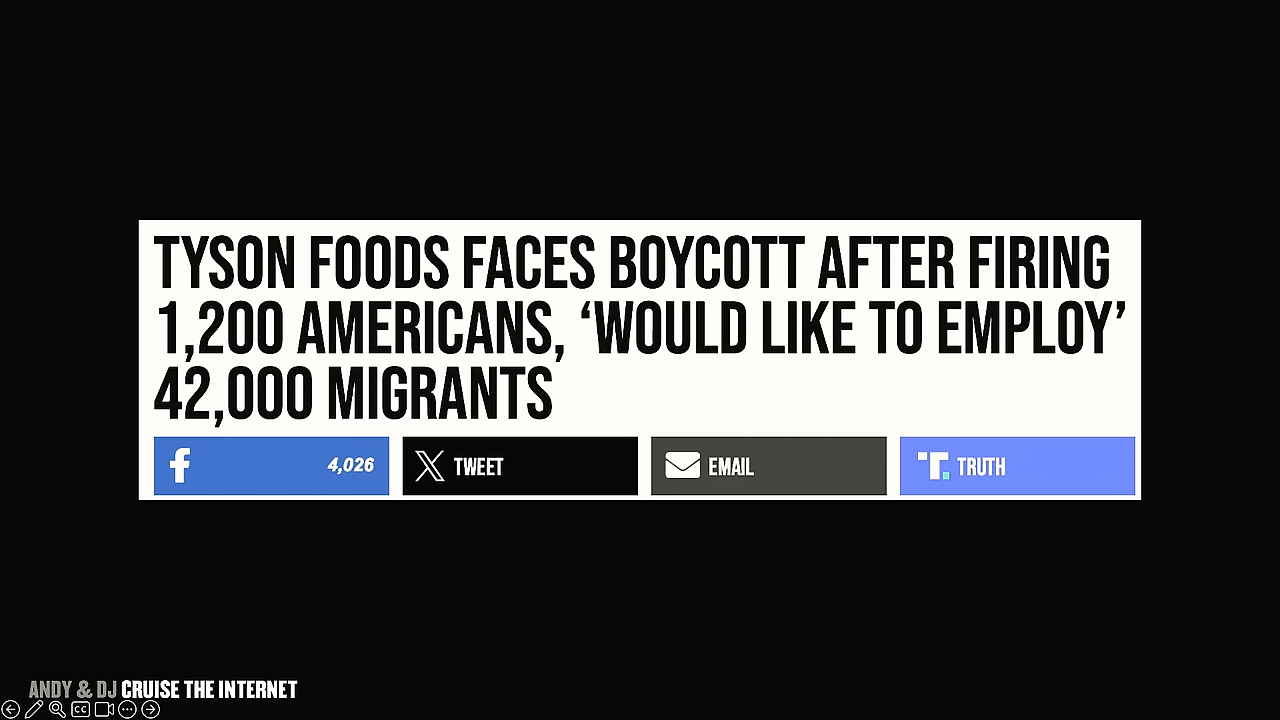 TYSON FOODS FACES BOYCOTT AFTER FIRING
1,200 AMERICANS, ‘WOULD LIKE TO EMPLOY’
42,000 MIGRANTS
4,026
TWEET
EMAIL
TRUTH
ANDY & DJ CRUISE THE INTERNET
CC